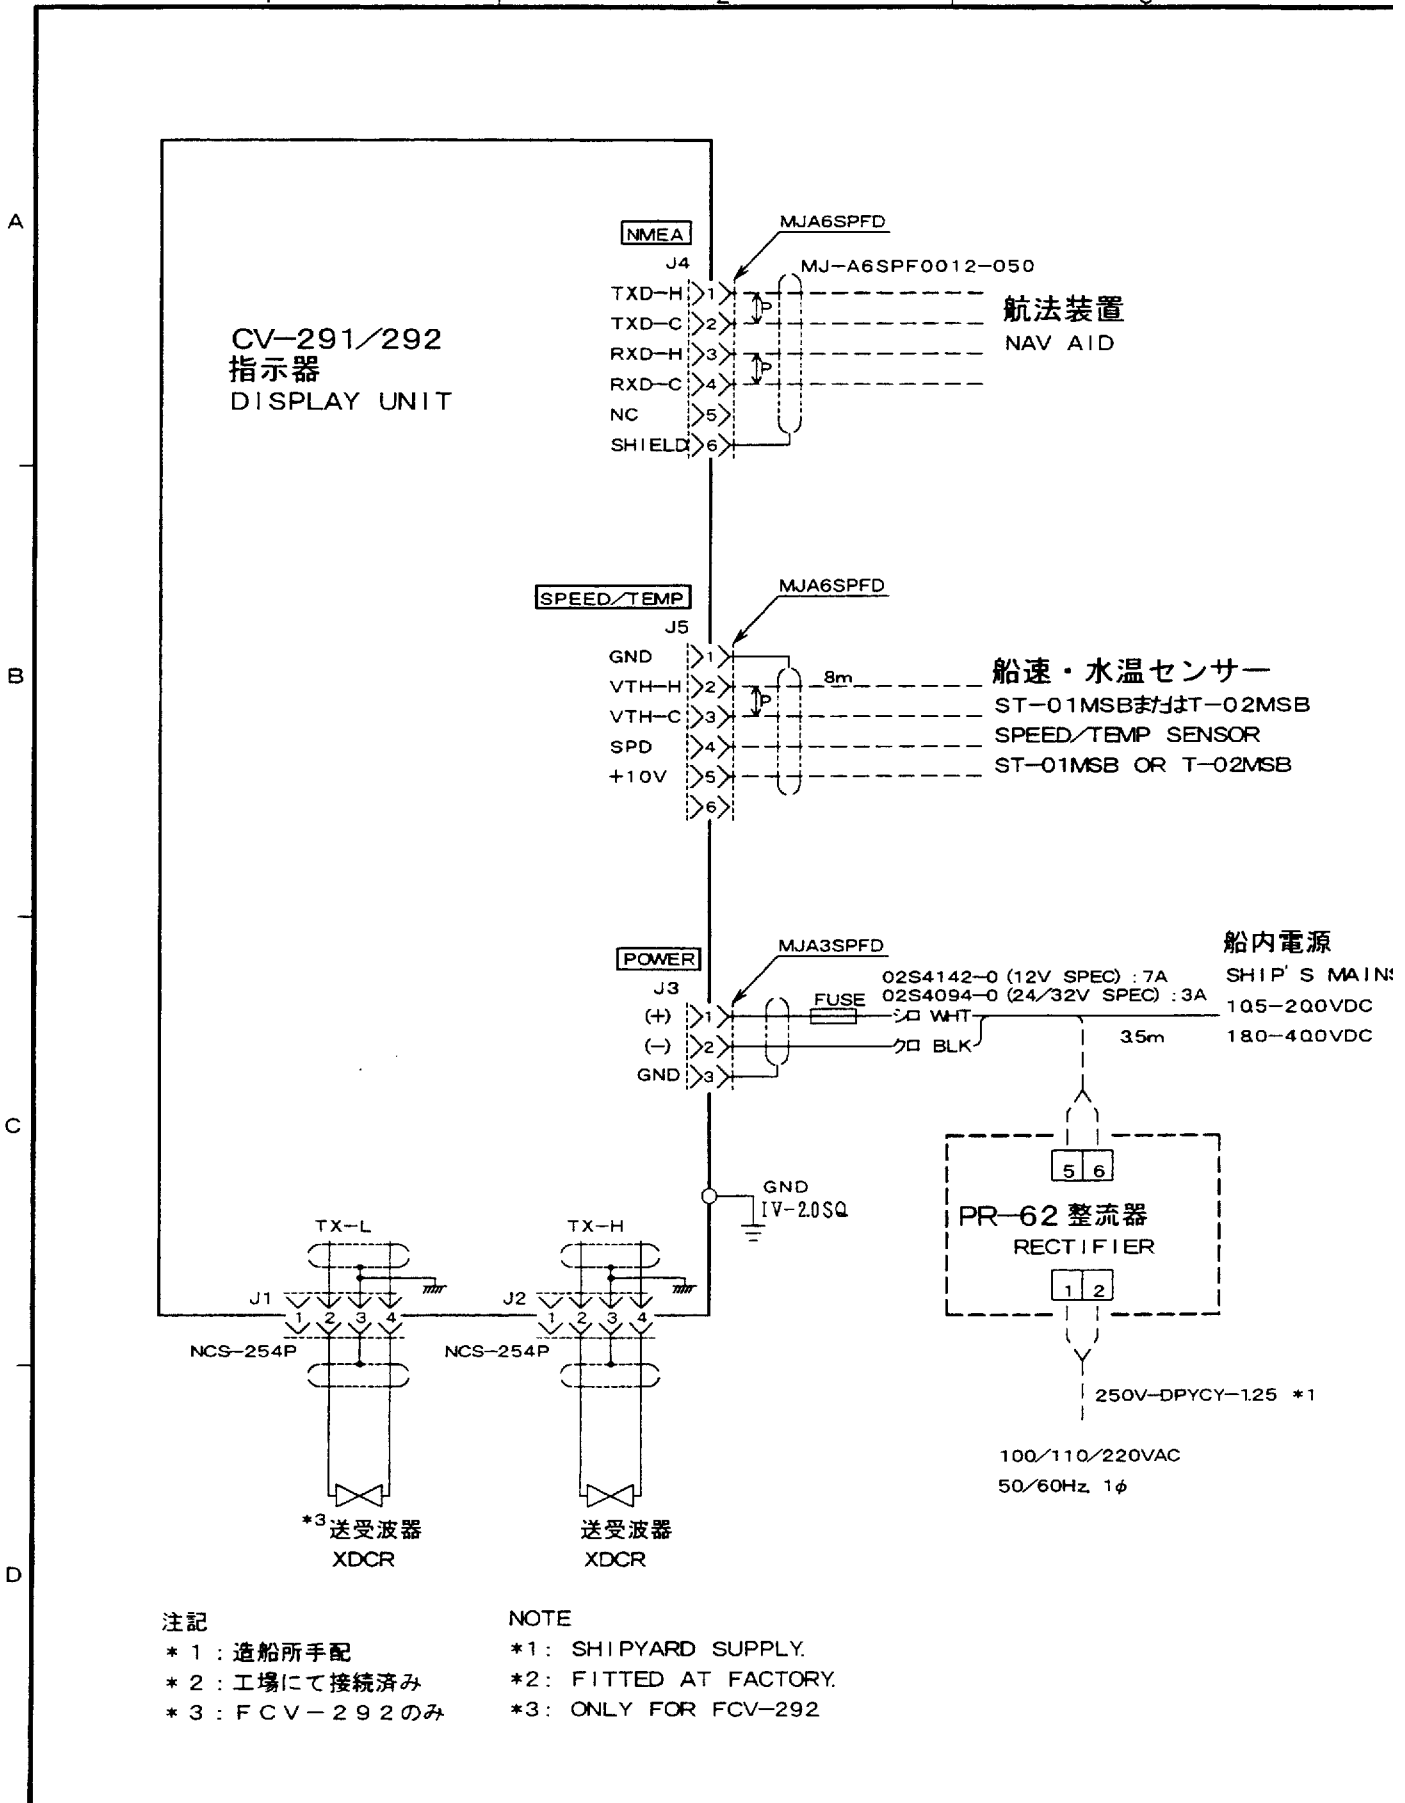 A
B
C
D
CV-291/292
指示器
DISPLAY UNIT
NMEA
J4
MJA6SPFD
MJ-A6SPF0012-050
TXD-H 1
TXD-C 2
RXD-H 3
RXD-C 4
NC 5
SHIELD 6
P
P
航法装置
NAV AID
SPEED/TEMP
J5
MJA6SPFD
GND 1
VTH-H 2
VTH-C 3
SPD 4
+10V 5
6
P
8m
船速・水温センサー
ST-01MSBまたはT-02MSB
SPEED/TEMP SENSOR
ST-01MSB OR T-02MSB
POWER
J3
MJA3SPFD
(+) 1
(-) 2
GND 3
FUSE
02S4142-0 (12V SPEC) : 7A
02S4094-0 (24/32V SPEC) : 3A
シロ WHT
クロ BLK
3.5m
船内電源
SHIP'S MAINS
10.5-20.0VDC
18.0-40.0VDC
GND
IV-2.0SQ
5 6
PR-62 整流器
RECTIFIER
1 2
250V-DPYCY-1.25 *1
100/110/220VAC
50/60Hz, 1φ
TX-L
J1
1 2 3 4
NCS-254P
*3 送受波器
XDCR
TX-H
J2
1 2 3 4
NCS-254P
送受波器
XDCR
注記
*1：造船所手配
*2：工場にて接続済み
*3：FCV-292のみ
NOTE
*1: SHIPYARD SUPPLY.
*2: FITTED AT FACTORY.
*3: ONLY FOR FCV-292